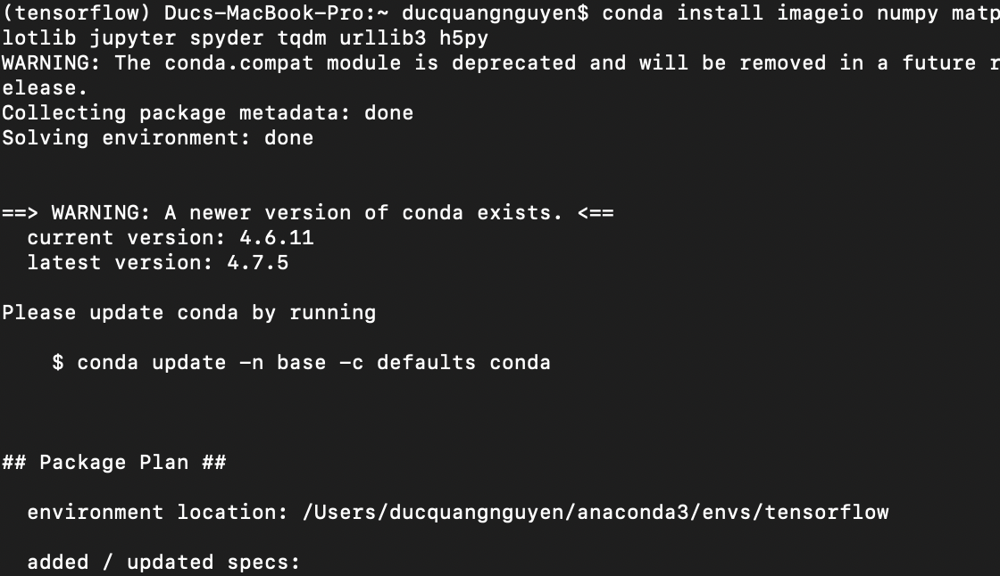 (tensorflow) Ducs-MacBook-Pro:~ ducquangnguyen$ conda install imageio numpy matp
lotlib jupyter spyder tqdm urllib3 h5py
WARNING: The conda.compat module is deprecated and will be removed in a future r
elease.
Collecting package metadata: done
Solving environment: done
==> WARNING: A newer version of conda exists. <==
  current version: 4.6.11
  latest version: 4.7.5
Please update conda by running
    $ conda update -n base -c defaults conda
## Package Plan ##
  environment location: /Users/ducquangnguyen/anaconda3/envs/tensorflow
  added / updated specs: